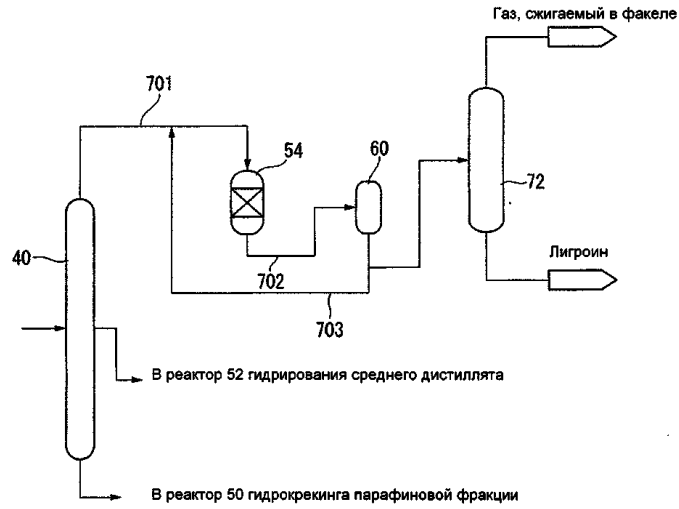 Газ, сжигаемый в факеле
701
54
60
72
40
702
Лигроин
703
В реактор 52 гидрирования среднего дистиллята
В реактор 50 гидрокрекинга парафиновой фракции